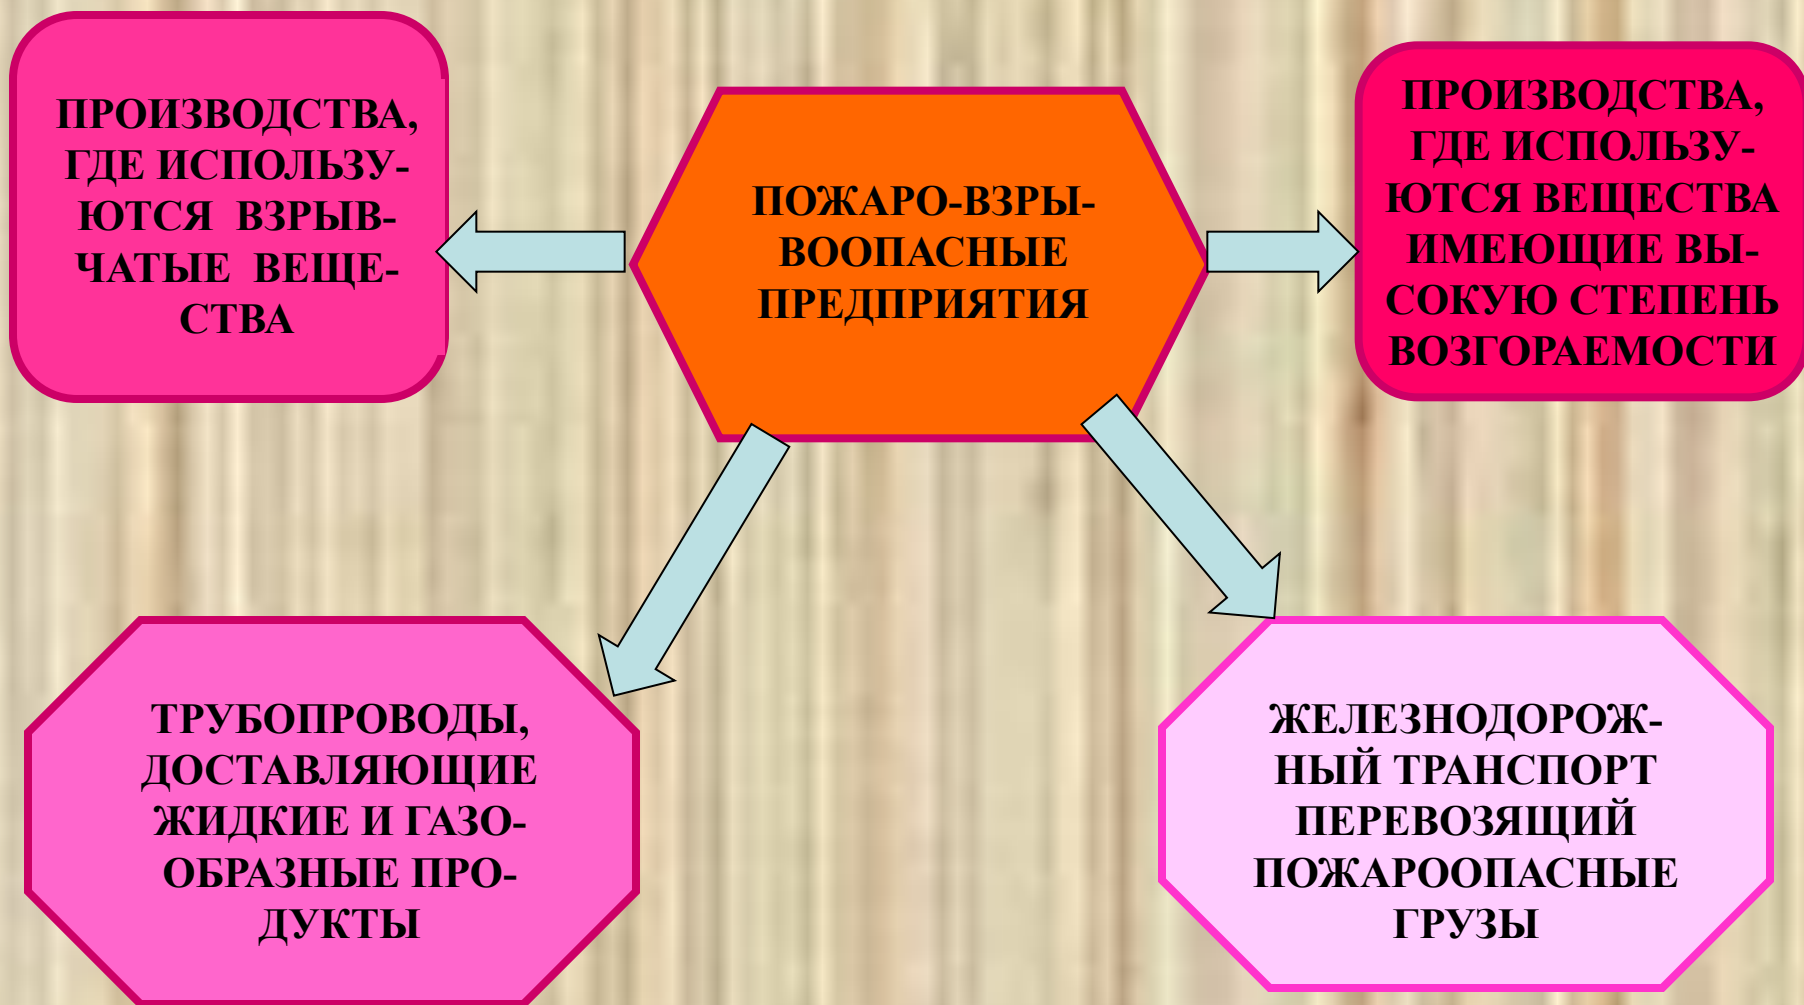 ПРОИЗВОДСТВА,
ГДЕ ИСПОЛЬЗУ-
ЮТСЯ ВЗРЫВ-
ЧАТЫЕ ВЕЩЕ-
СТВА
ПОЖАРО-ВЗРЫ-
ВООПАСНЫЕ
ПРЕДПРИЯТИЯ
ПРОИЗВОДСТВА,
ГДЕ ИСПОЛЬЗУ-
ЮТСЯ ВЕЩЕСТВА
ИМЕЮЩИЕ ВЫ-
СОКУЮ СТЕПЕНЬ
ВОЗГОРАЕМОСТИ
ТРУБОПРОВОДЫ,
ДОСТАВЛЯЮЩИЕ
ЖИДКИЕ И ГАЗО-
ОБРАЗНЫЕ ПРО-
ДУКТЫ
ЖЕЛЕЗНОДОРОЖ-
НЫЙ ТРАНСПОРТ
ПЕРЕВОЗЯЩИЙ
ПОЖАРООПАСНЫЕ
ГРУЗЫ